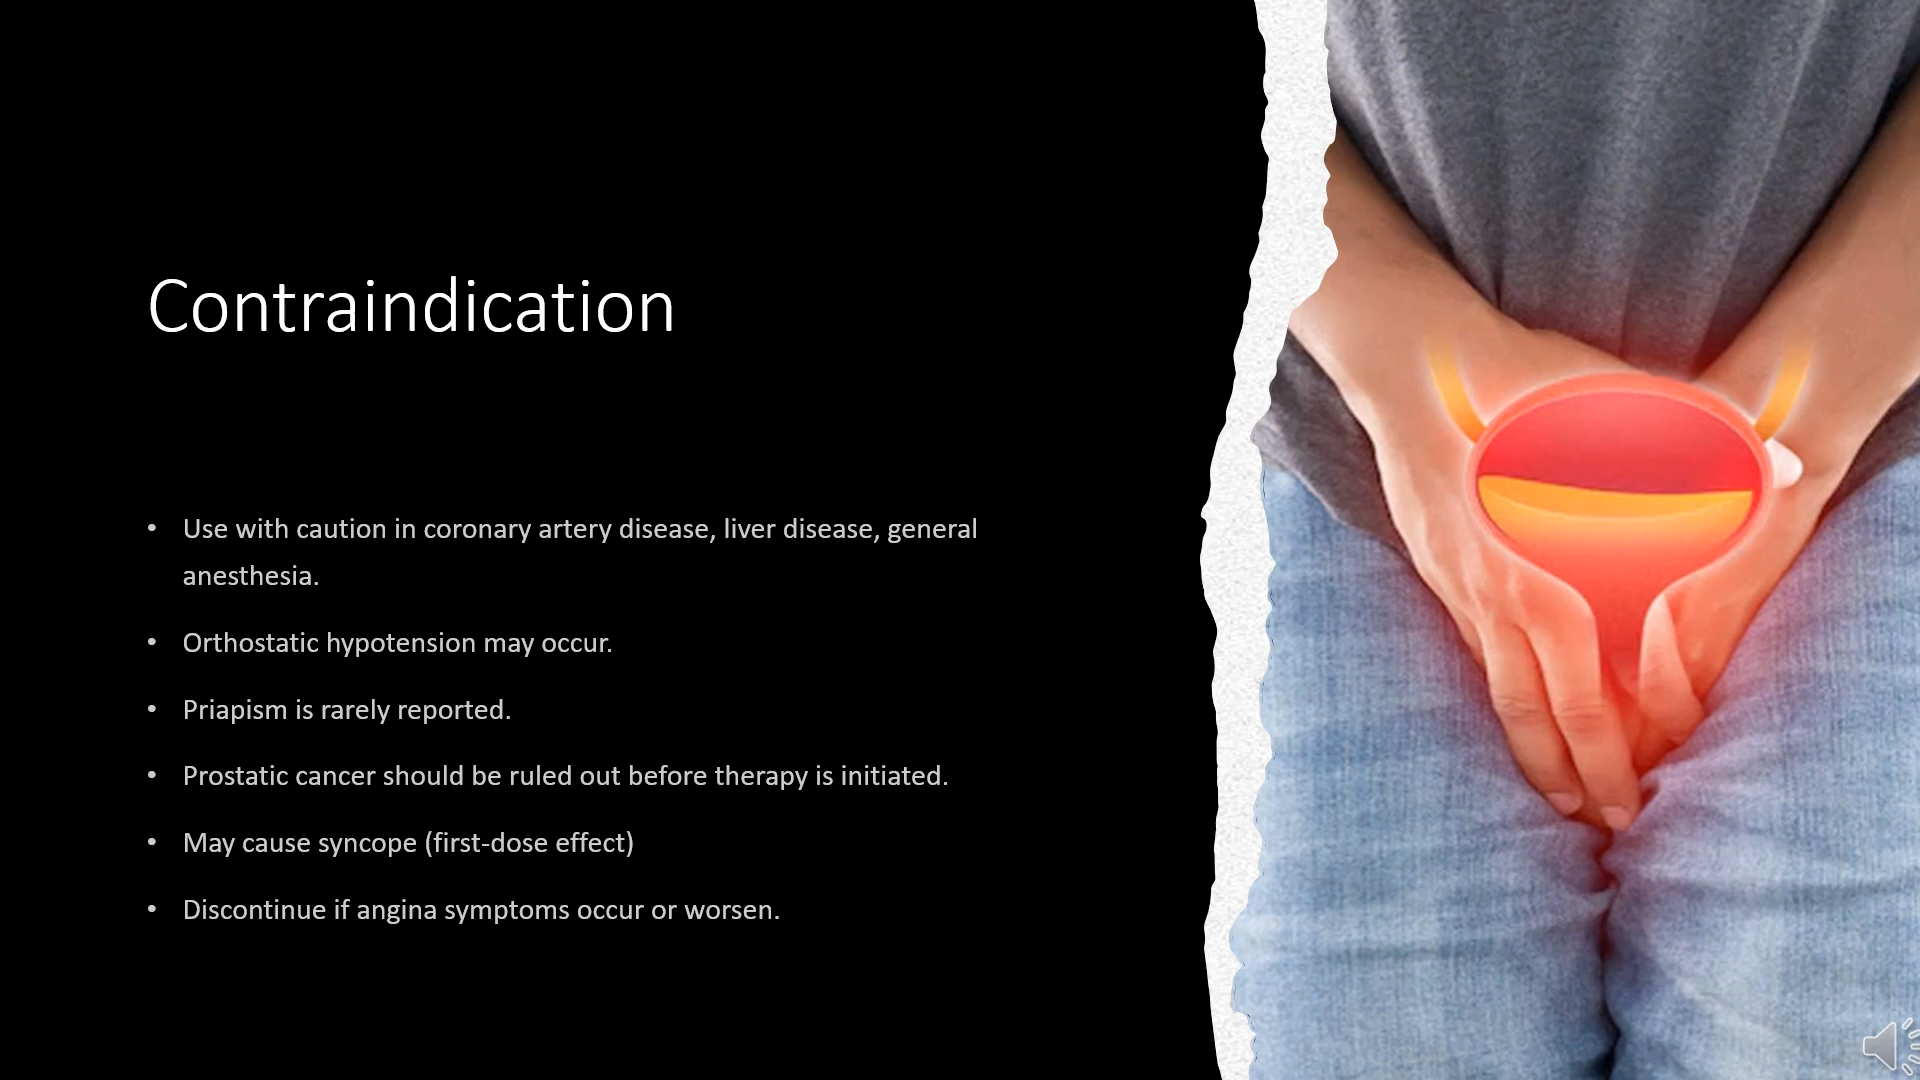 Contraindication
• Use with caution in coronary artery disease, liver disease, general
anesthesia.
• Orthostatic hypotension may occur.
• Priapism is rarely reported.
• Prostatic cancer should be ruled out before therapy is initiated.
• May cause syncope (first-dose effect)
• Discontinue if angina symptoms occur or worsen.